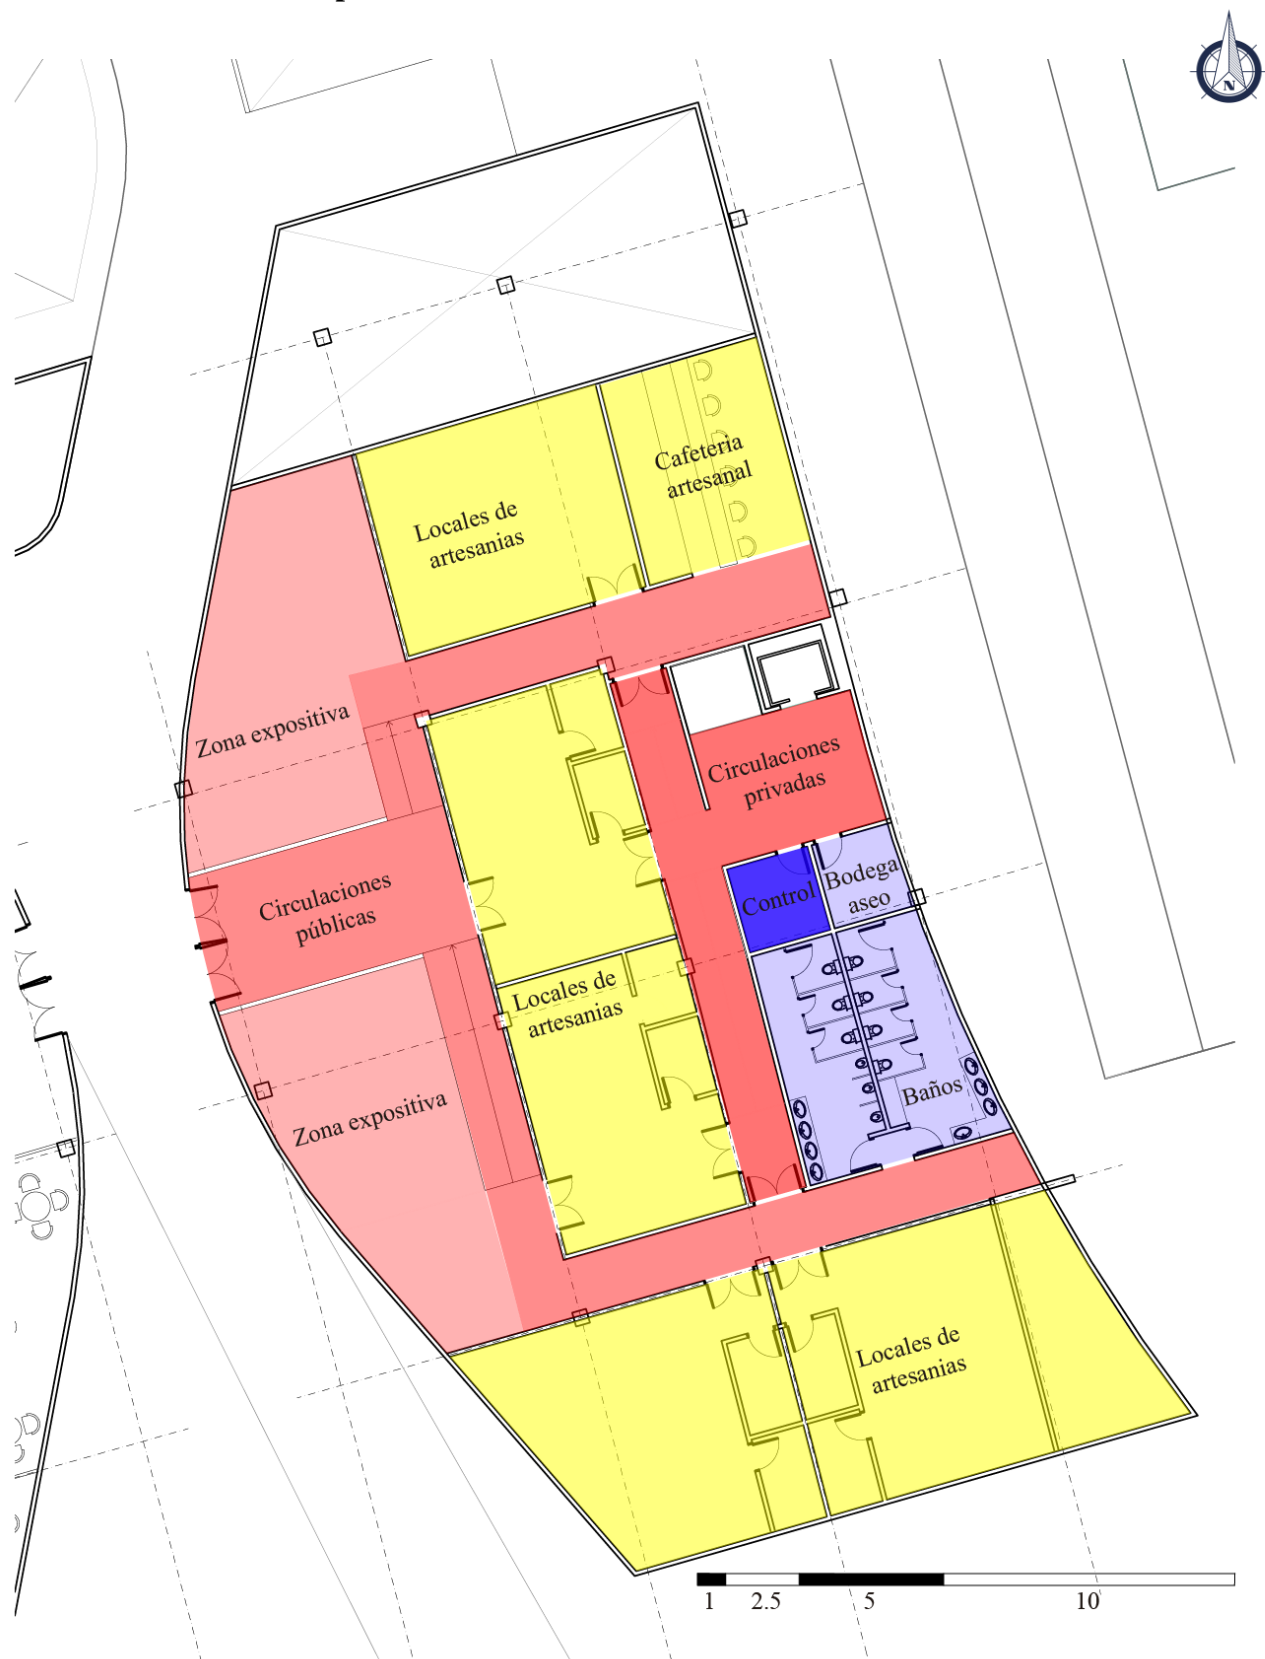 N
Cafeteria
artesanal
Locales de
artesanias
Zona expositiva
Circulaciones
privadas
Circulaciones
públicas
Control
Bodega
aseo
Locales de
artesanias
Baños
Zona expositiva
Locales de
artesanias
1 2.5 5 10